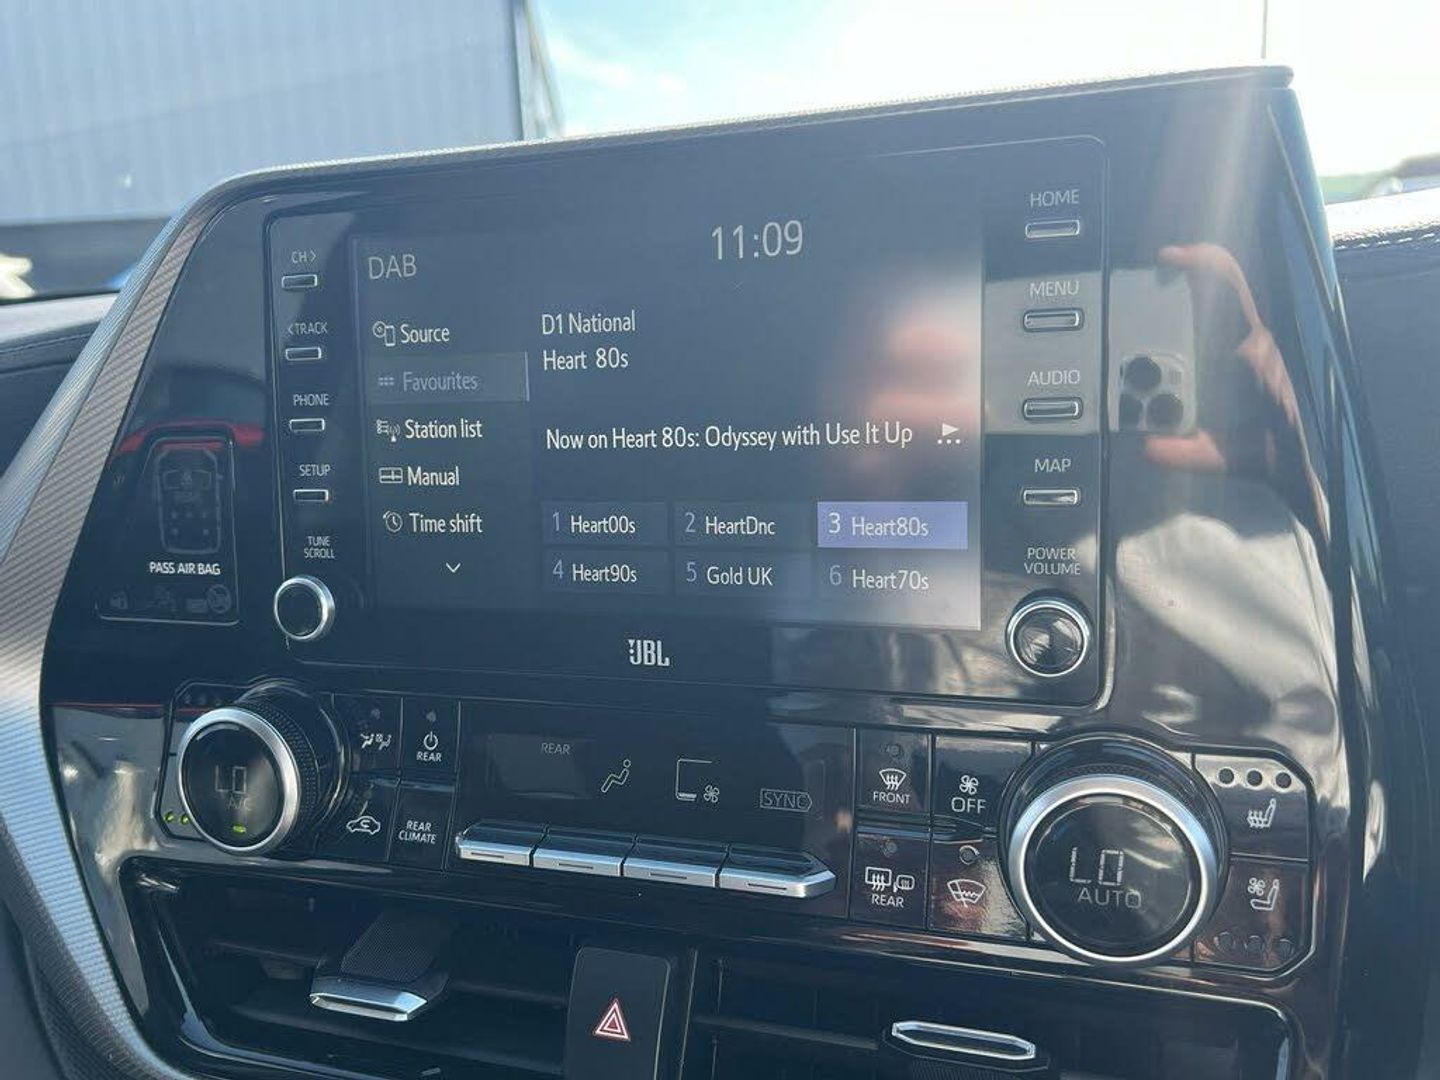 HOME
11:09
CH >
DAB
MENU
< TRACK
Source
D1 National
Favourites
Heart 80s
AUDIO
PHONE
Station list
Now on Heart 80s: Odyssey with Use It Up
MAP
SETUP
Manual
1 Heart00s
2 HeartDnc
3 Heart80s
TUNE
SCROLL
Time shift
POWER
VOLUME
PASS AIR BAG
4 Heart90s
5 Gold UK
6 Heart70s
JBL
REAR
REAR
LO
A/C
SYNC
FRONT
OFF
REAR
CLIMATE
REAR
LO
AUTO